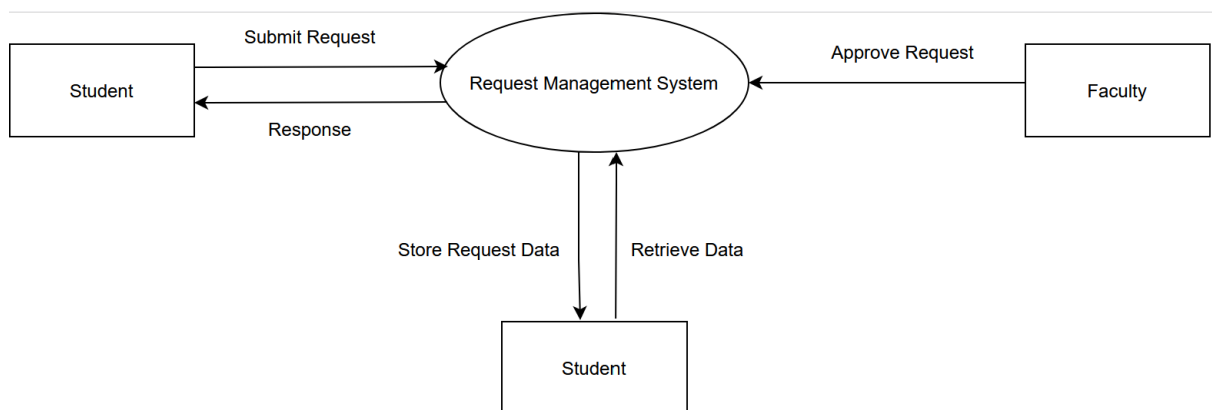 Submit Request
Approve Request
Student
Request Management System
Faculty
Response
Store Request Data
Retrieve Data
Student